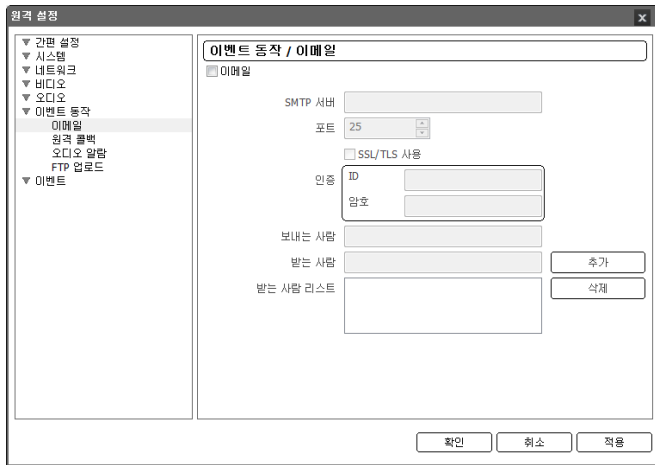 원격 설정
x
간편 설정
시스템
네트워크
비디오
오디오
이벤트 동작
이메일
원격 콜백
오디오 알람
FTP 업로드
이벤트
이벤트 동작 / 이메일
이메일
SMTP 서버
포트 25
SSL/TLS 사용
인증 ID
암호
보내는 사람
받는 사람 추가
받는 사람 리스트 삭제
확인 취소 적용